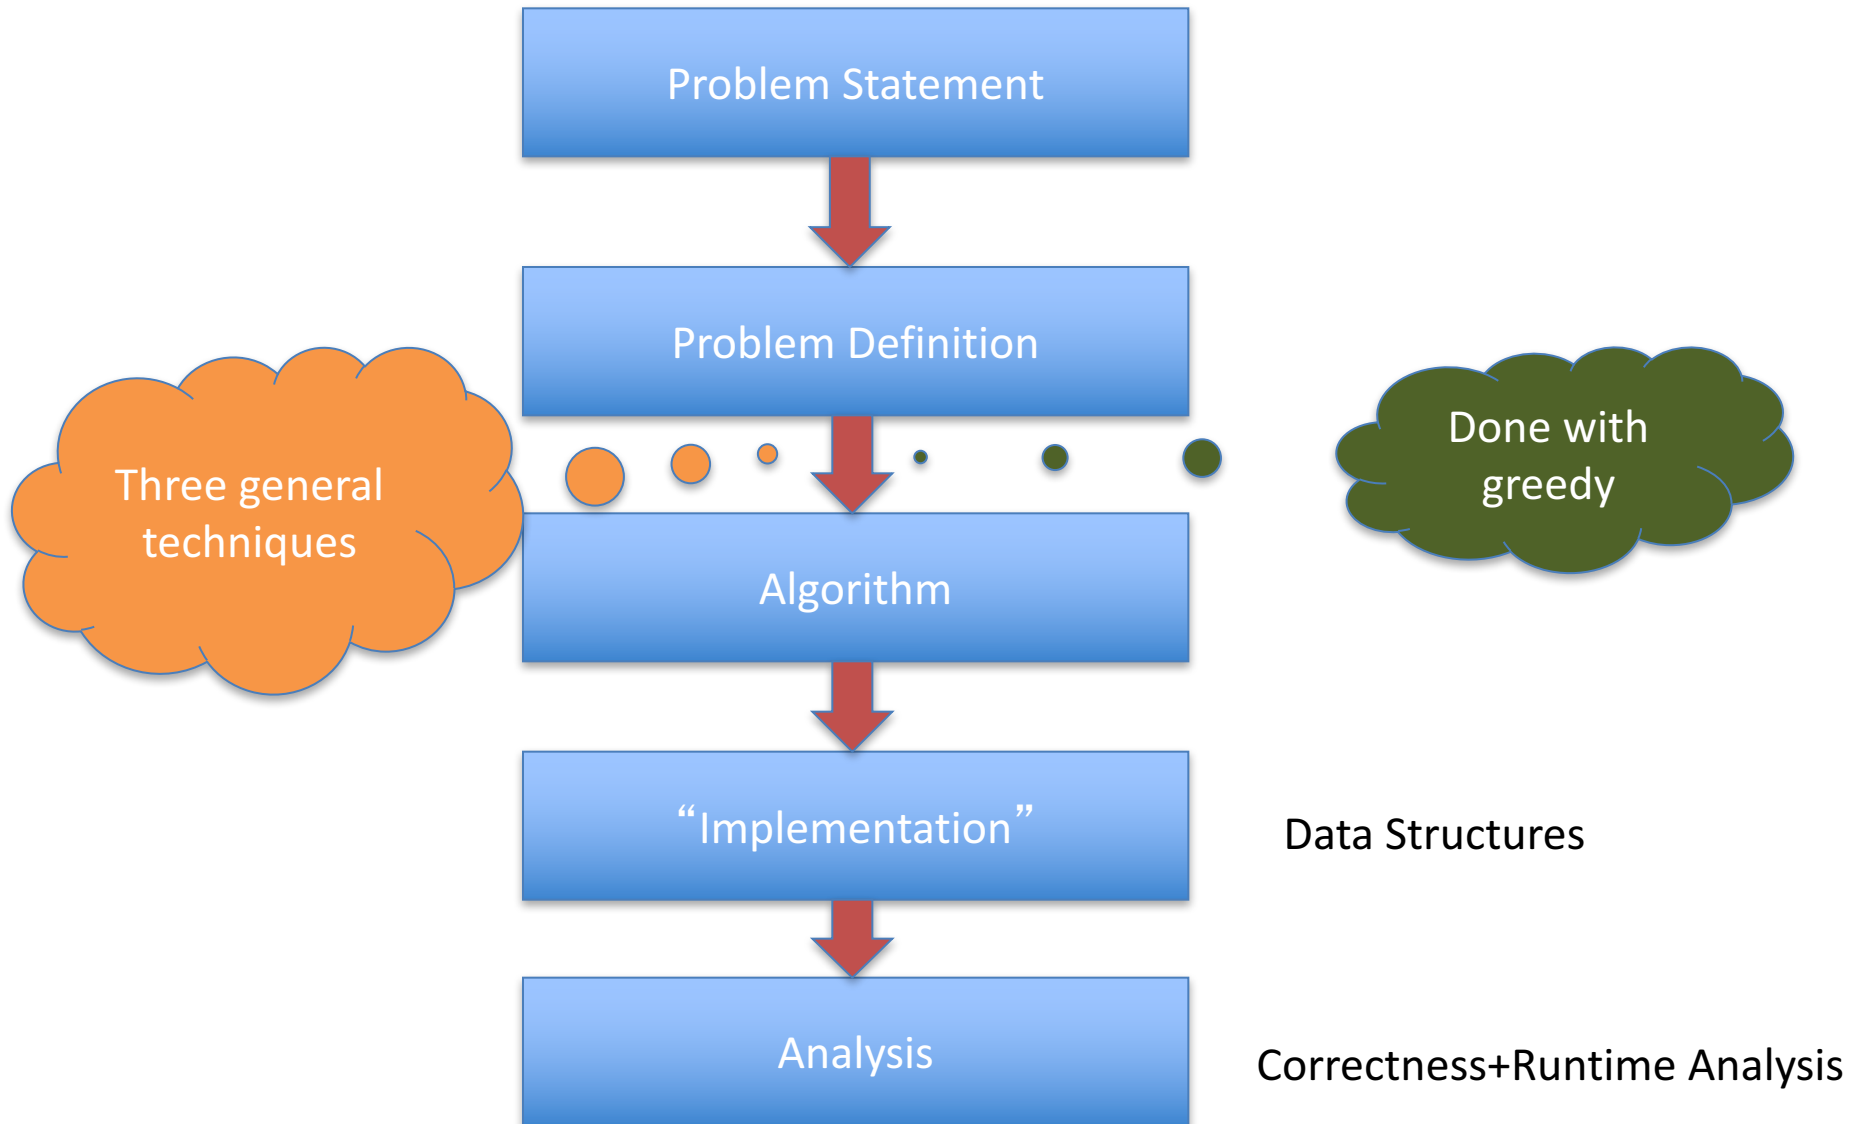 Problem Statement
Problem Definition
Three general
techniques
Done with
greedy
Algorithm
“Implementation”
Data Structures
Analysis
Correctness+Runtime Analysis